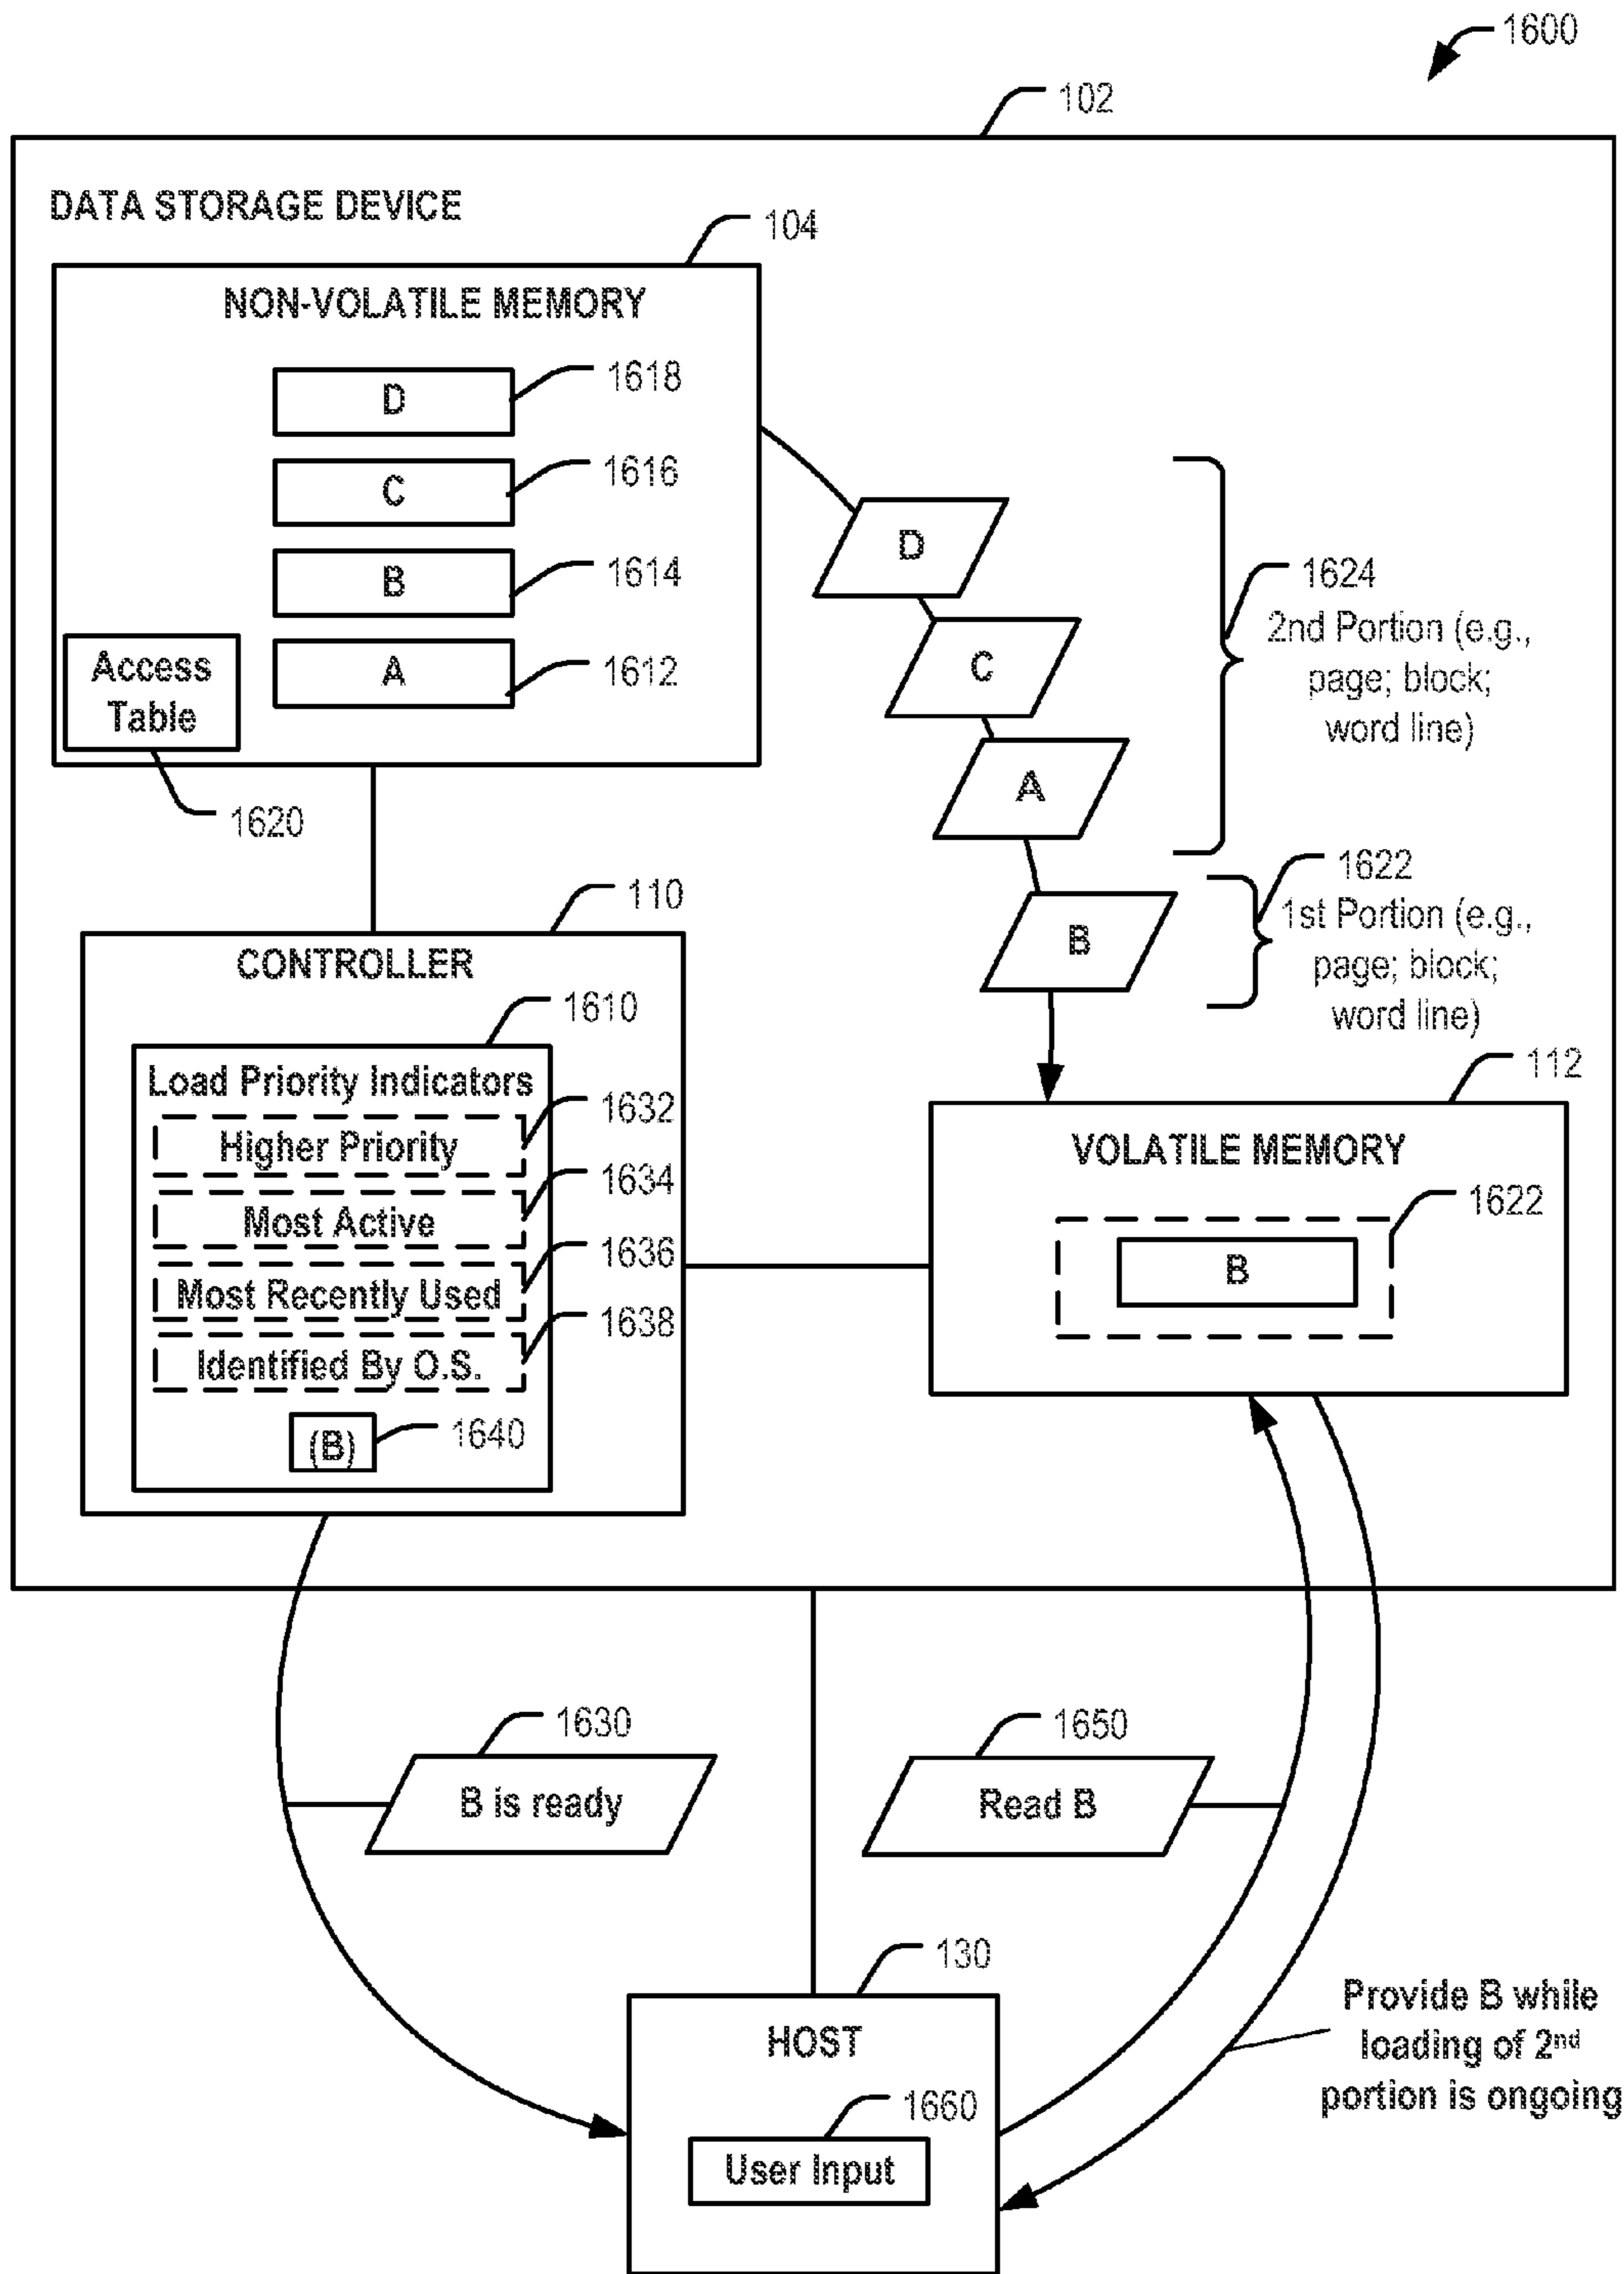 1600
102
DATA STORAGE DEVICE
104
NON-VOLATILE MEMORY
D
1618
C
1616
B
1614
A
1612
Access
Table
1620
D
C
A
B
1624
2nd Portion (e.g.,
page; block;
word line)
1622
1st Portion (e.g.,
page; block;
word line)
110
CONTROLLER
1610
Load Priority Indicators
1632
Higher Priority
1634
Most Active
1636
Most Recently Used
1638
Identified By O.S.
(B)
1640
112
VOLATILE MEMORY
1622
B
1630
B is ready
1650
Read B
130
HOST
1660
User Input
Provide B while
loading of 2nd
portion is ongoing